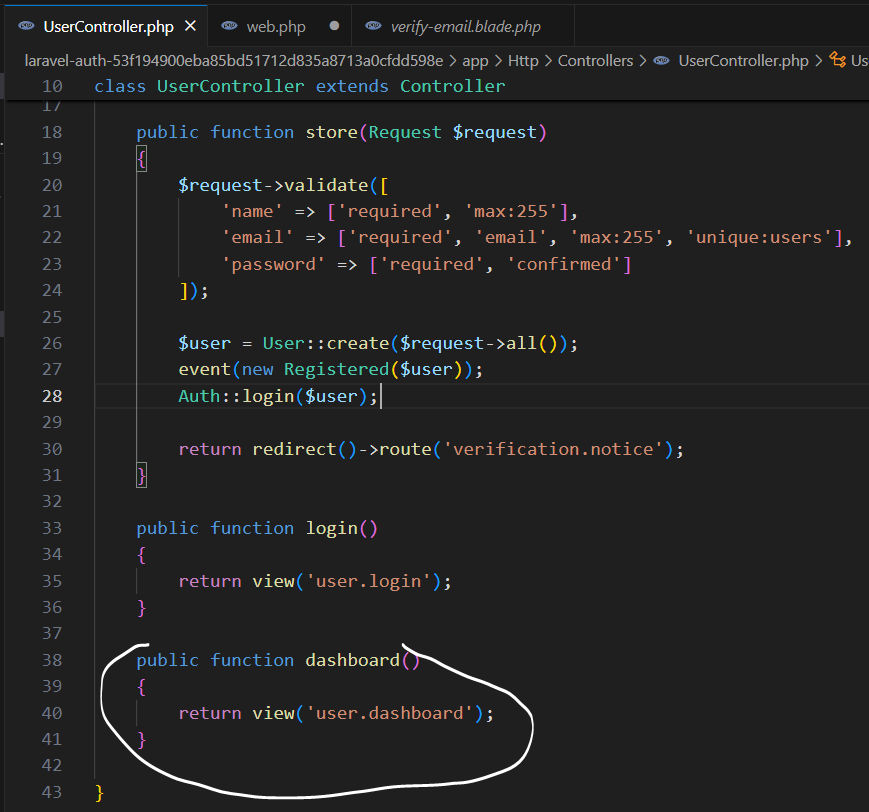 UserController.php
web.php
verify-email.blade.php
laravel-auth-53f194900eba85bd51712d835a8713a0cfdd598e > app > Http > Controllers > UserController.php >
10 class UserController extends Controller
17
18 public function store(Request $request)
19 {
20 $request->validate([
21 'name' => ['required', 'max:255'],
22 'email' => ['required', 'email', 'max:255', 'unique:users'],
23 'password' => ['required', 'confirmed']
24 ]);
25
26 $user = User::create($request->all());
27 event(new Registered($user));
28 Auth::login($user);
29
30 return redirect()->route('verification.notice');
31 }
32
33 public function login()
34 {
35 return view('user.login');
36 }
37
38 public function dashboard()
39 {
40 return view('user.dashboard');
41 }
42
43 }